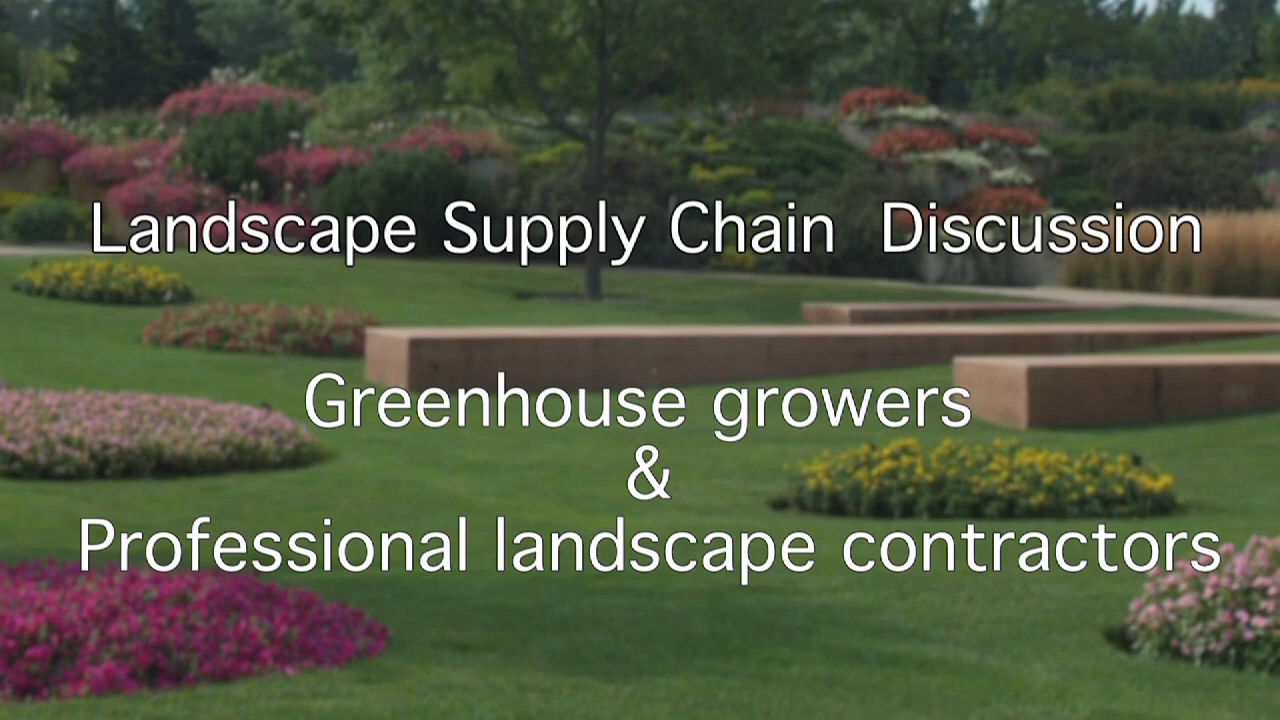 Landscape Supply Chain  Discussion
Greenhouse growers
&
Professional landscape contractors